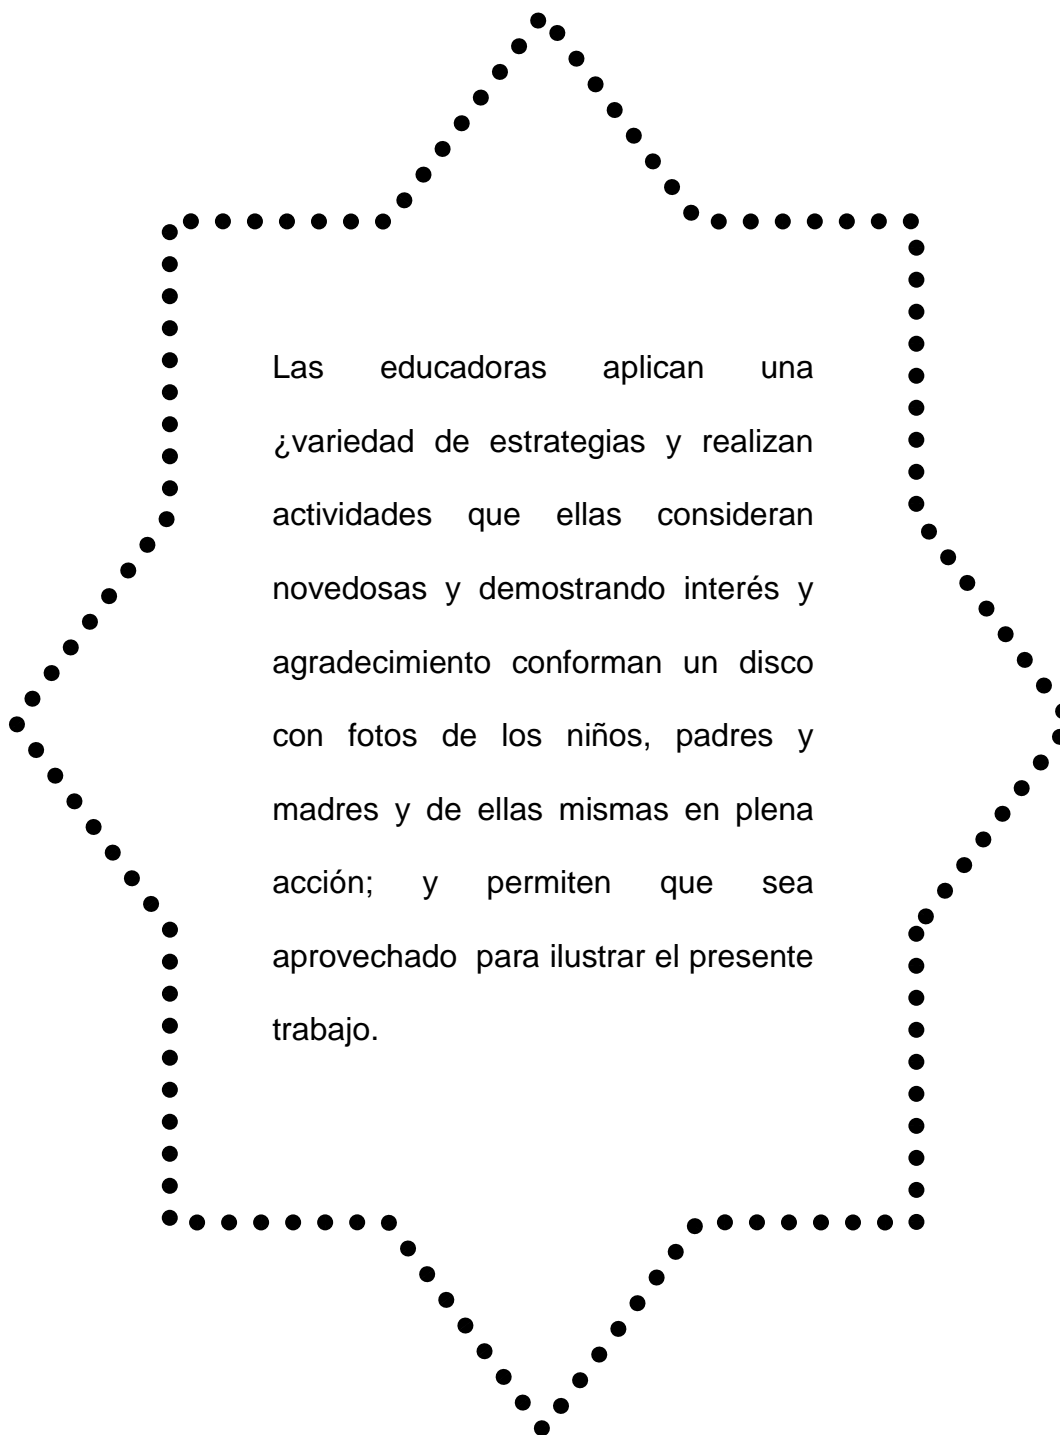 Las educadoras aplican una
¿variedad de estrategias y realizan
actividades que ellas consideran
novedosas y demostrando interés y
agradecimiento conforman un disco
con fotos de los niños, padres y
madres y de ellas mismas en plena
acción; y permiten que sea
aprovechado para ilustrar el presente
trabajo.